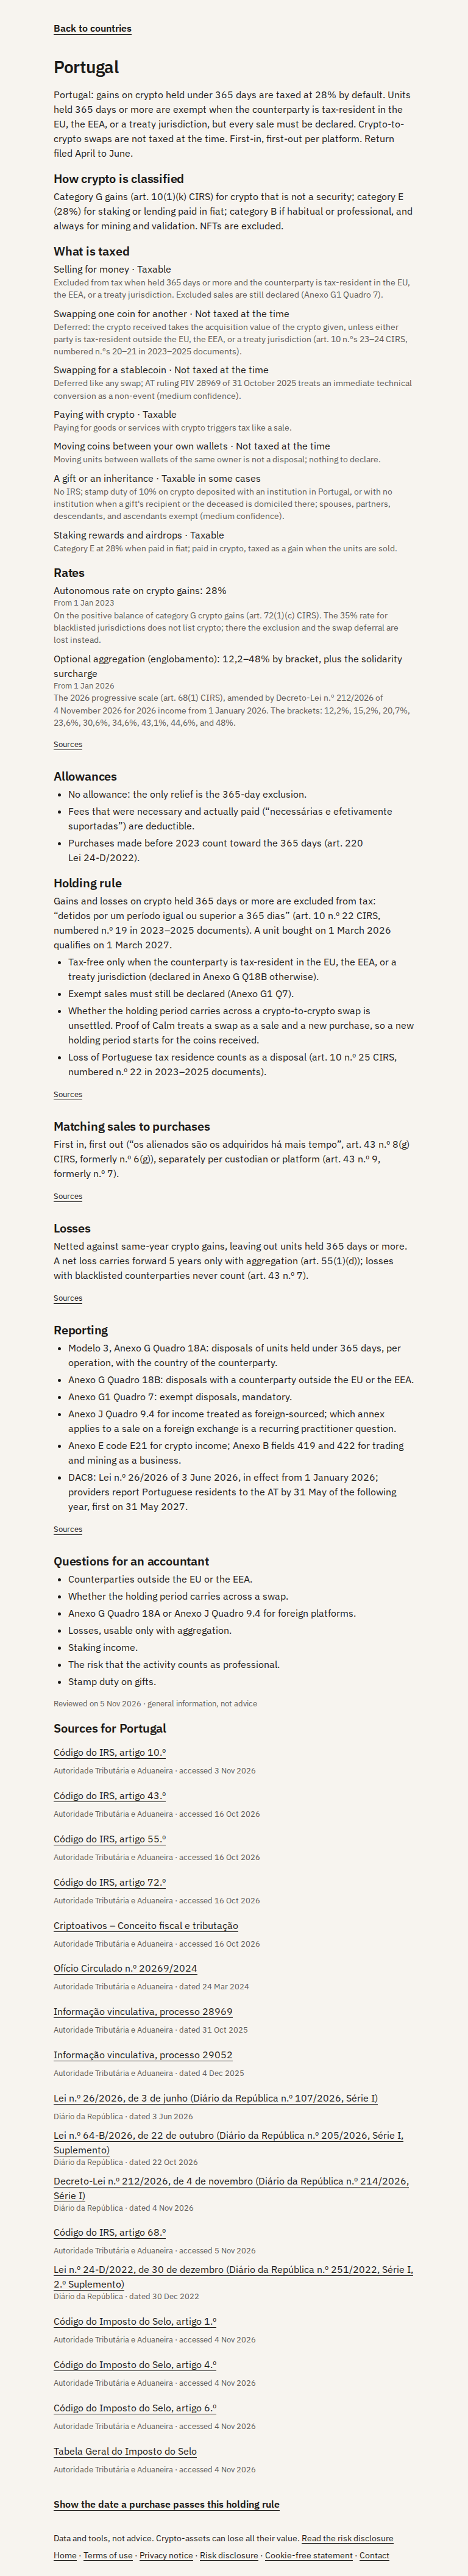 Back to countries
Portugal
Portugal: gains on crypto held under 365 days are taxed at 28% by default. Units
held 365 days or more are exempt when the counterparty is tax-resident in the
EU, the EEA, or a treaty jurisdiction, but every sale must be declared. Crypto-to-
crypto swaps are not taxed at the time. First-in, first-out per platform. Return
filed April to June.
How crypto is classified
Category G gains (art. 10(1)(k) CIRS) for crypto that is not a security; category E
(28%) for staking or lending paid in fiat; category B if habitual or professional, and
always for mining and validation. NFTs are excluded.
What is taxed
Selling for money · Taxable
Excluded from tax when held 365 days or more and the counterparty is tax-resident in the EU,
the EEA, or a treaty jurisdiction. Excluded sales are still declared (Anexo G1 Quadro 7).
Swapping one coin for another · Not taxed at the time
Deferred: the crypto received takes the acquisition value of the crypto given, unless either
party is tax-resident outside the EU, the EEA, or a treaty jurisdiction (art. 10 n.ºs 23–24 CIRS,
numbered n.ºs 20–21 in 2023–2025 documents).
Swapping for a stablecoin · Not taxed at the time
Deferred like any swap; AT ruling PIV 28969 of 31 October 2025 treats an immediate technical
conversion as a non-event (medium confidence).
Paying with crypto · Taxable
Paying for goods or services with crypto triggers tax like a sale.
Moving coins between your own wallets · Not taxed at the time
Moving units between wallets of the same owner is not a disposal; nothing to declare.
A gift or an inheritance · Taxable in some cases
No IRS; stamp duty of 10% on crypto deposited with an institution in Portugal, or with no
institution when a gift's recipient or the deceased is domiciled there; spouses, partners,
descendants, and ascendants exempt (medium confidence).
Staking rewards and airdrops · Taxable
Category E at 28% when paid in fiat; paid in crypto, taxed as a gain when the units are sold.
Rates
Autonomous rate on crypto gains: 28%
From 1 Jan 2023
On the positive balance of category G crypto gains (art. 72(1)(c) CIRS). The 35% rate for
blacklisted jurisdictions does not list crypto; there the exclusion and the swap deferral are
lost instead.
Optional aggregation (englobamento): 12,2–48% by bracket, plus the solidarity
surcharge
From 1 Jan 2026
The 2026 progressive scale (art. 68(1) CIRS), amended by Decreto-Lei n.º 212/2026 of
4 November 2026 for 2026 income from 1 January 2026. The brackets: 12,2%, 15,2%, 20,7%,
23,6%, 30,6%, 34,6%, 43,1%, 44,6%, and 48%.
Sources
Allowances
• No allowance: the only relief is the 365-day exclusion.
• Fees that were necessary and actually paid (“necessárias e efetivamente
suportadas”) are deductible.
• Purchases made before 2023 count toward the 365 days (art. 220
Lei 24-D/2022).
Holding rule
Gains and losses on crypto held 365 days or more are excluded from tax:
“detidos por um período igual ou superior a 365 dias” (art. 10 n.º 22 CIRS,
numbered n.º 19 in 2023–2025 documents). A unit bought on 1 March 2026
qualifies on 1 March 2027.
• Tax-free only when the counterparty is tax-resident in the EU, the EEA, or a
treaty jurisdiction (declared in Anexo G Q18B otherwise).
• Exempt sales must still be declared (Anexo G1 Q7).
• Whether the holding period carries across a crypto-to-crypto swap is
unsettled. Proof of Calm treats a swap as a sale and a new purchase, so a new
holding period starts for the coins received.
• Loss of Portuguese tax residence counts as a disposal (art. 10 n.º 25 CIRS,
numbered n.º 22 in 2023–2025 documents).
Sources
Matching sales to purchases
First in, first out (“os alienados são os adquiridos há mais tempo”, art. 43 n.º 8(g)
CIRS, formerly n.º 6(g)), separately per custodian or platform (art. 43 n.º 9,
formerly n.º 7).
Sources
Losses
Netted against same-year crypto gains, leaving out units held 365 days or more.
A net loss carries forward 5 years only with aggregation (art. 55(1)(d)); losses
with blacklisted counterparties never count (art. 43 n.º 7).
Sources
Reporting
• Modelo 3, Anexo G Quadro 18A: disposals of units held under 365 days, per
operation, with the country of the counterparty.
• Anexo G Quadro 18B: disposals with a counterparty outside the EU or the EEA.
• Anexo G1 Quadro 7: exempt disposals, mandatory.
• Anexo J Quadro 9.4 for income treated as foreign-sourced; which annex
applies to a sale on a foreign exchange is a recurring practitioner question.
• Anexo E code E21 for crypto income; Anexo B fields 419 and 422 for trading
and mining as a business.
• DAC8: Lei n.º 26/2026 of 3 June 2026, in effect from 1 January 2026;
providers report Portuguese residents to the AT by 31 May of the following
year, first on 31 May 2027.
Sources
Questions for an accountant
• Counterparties outside the EU or the EEA.
• Whether the holding period carries across a swap.
• Anexo G Quadro 18A or Anexo J Quadro 9.4 for foreign platforms.
• Losses, usable only with aggregation.
• Staking income.
• The risk that the activity counts as professional.
• Stamp duty on gifts.
Reviewed on 5 Nov 2026 · general information, not advice
Sources for Portugal
Código do IRS, artigo 10.º
Autoridade Tributária e Aduaneira · accessed 3 Nov 2026
Código do IRS, artigo 43.º
Autoridade Tributária e Aduaneira · accessed 16 Oct 2026
Código do IRS, artigo 55.º
Autoridade Tributária e Aduaneira · accessed 16 Oct 2026
Código do IRS, artigo 72.º
Autoridade Tributária e Aduaneira · accessed 16 Oct 2026
Criptoativos – Conceito fiscal e tributação
Autoridade Tributária e Aduaneira · accessed 16 Oct 2026
Ofício Circulado n.º 20269/2024
Autoridade Tributária e Aduaneira · dated 24 Mar 2024
Informação vinculativa, processo 28969
Autoridade Tributária e Aduaneira · dated 31 Oct 2025
Informação vinculativa, processo 29052
Autoridade Tributária e Aduaneira · dated 4 Dec 2025
Lei n.º 26/2026, de 3 de junho (Diário da República n.º 107/2026, Série I)
Diário da República · dated 3 Jun 2026
Lei n.º 64-B/2026, de 22 de outubro (Diário da República n.º 205/2026, Série I,
Suplemento)
Diário da República · dated 22 Oct 2026
Decreto-Lei n.º 212/2026, de 4 de novembro (Diário da República n.º 214/2026,
Série I)
Diário da República · dated 4 Nov 2026
Código do IRS, artigo 68.º
Autoridade Tributária e Aduaneira · accessed 5 Nov 2026
Lei n.º 24-D/2022, de 30 de dezembro (Diário da República n.º 251/2022, Série I,
2.º Suplemento)
Diário da República · dated 30 Dec 2022
Código do Imposto do Selo, artigo 1.º
Autoridade Tributária e Aduaneira · accessed 4 Nov 2026
Código do Imposto do Selo, artigo 4.º
Autoridade Tributária e Aduaneira · accessed 4 Nov 2026
Código do Imposto do Selo, artigo 6.º
Autoridade Tributária e Aduaneira · accessed 4 Nov 2026
Tabela Geral do Imposto do Selo
Autoridade Tributária e Aduaneira · accessed 4 Nov 2026
Show the date a purchase passes this holding rule
Data and tools, not advice. Crypto-assets can lose all their value. Read the risk disclosure
Home · Terms of use · Privacy notice · Risk disclosure · Cookie-free statement · Contact